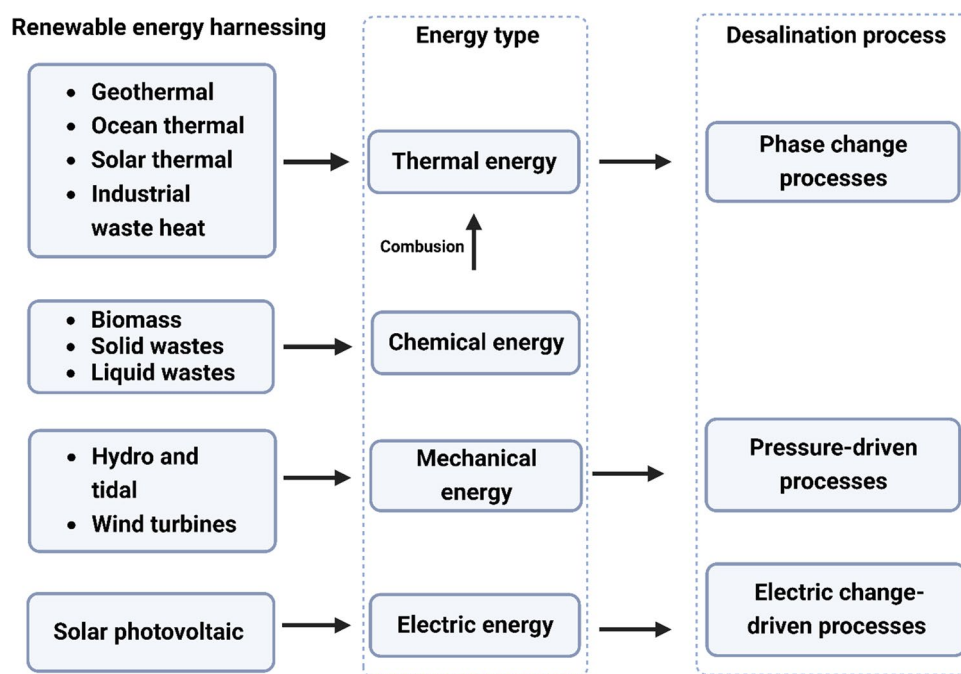 Renewable energy harnessing
Energy type
Desalination process
• Geothermal
• Ocean thermal
• Solar thermal
• Industrial
waste heat
Thermal energy
Phase change
processes
Combusion
• Biomass
• Solid wastes
• Liquid wastes
Chemical energy
• Hydro and
tidal
• Wind turbines
Mechanical
energy
Pressure-driven
processes
Solar photovoltaic
Electric energy
Electric change-
driven processes